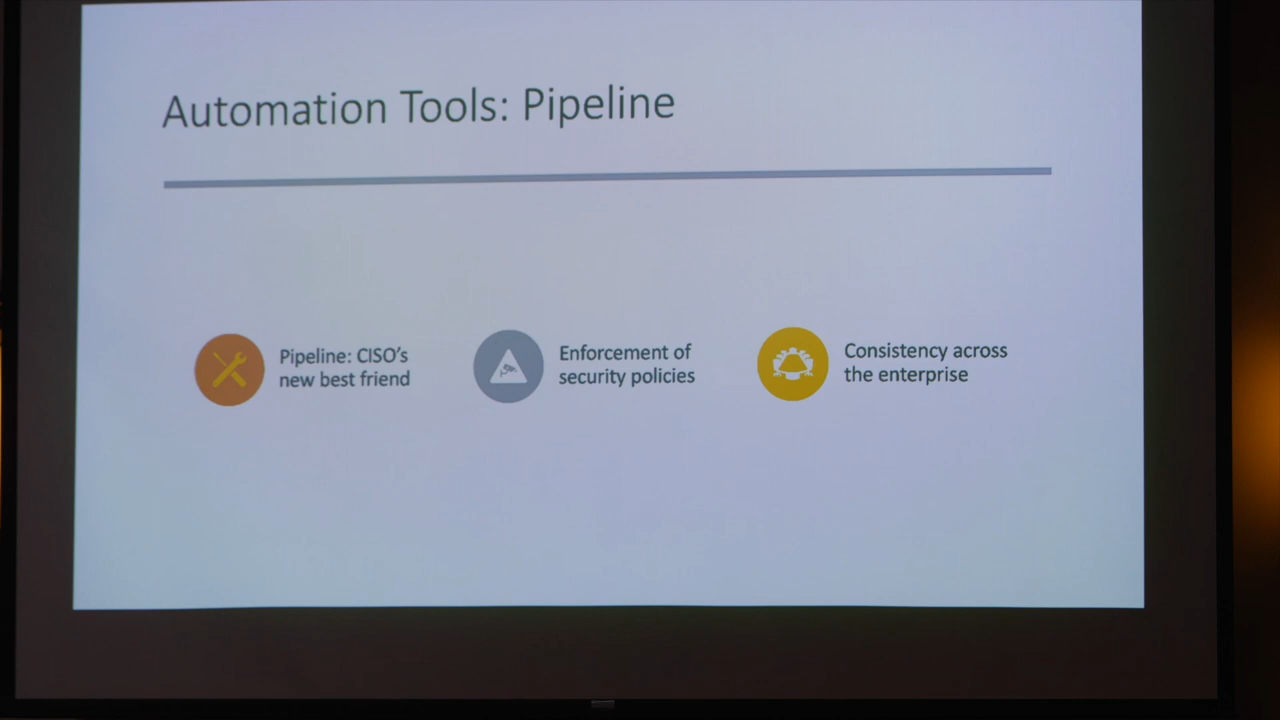 Automation Tools: Pipeline
Pipeline: CISO's
new best friend
Enforcement of
security policies
Consistency across
the enterprise